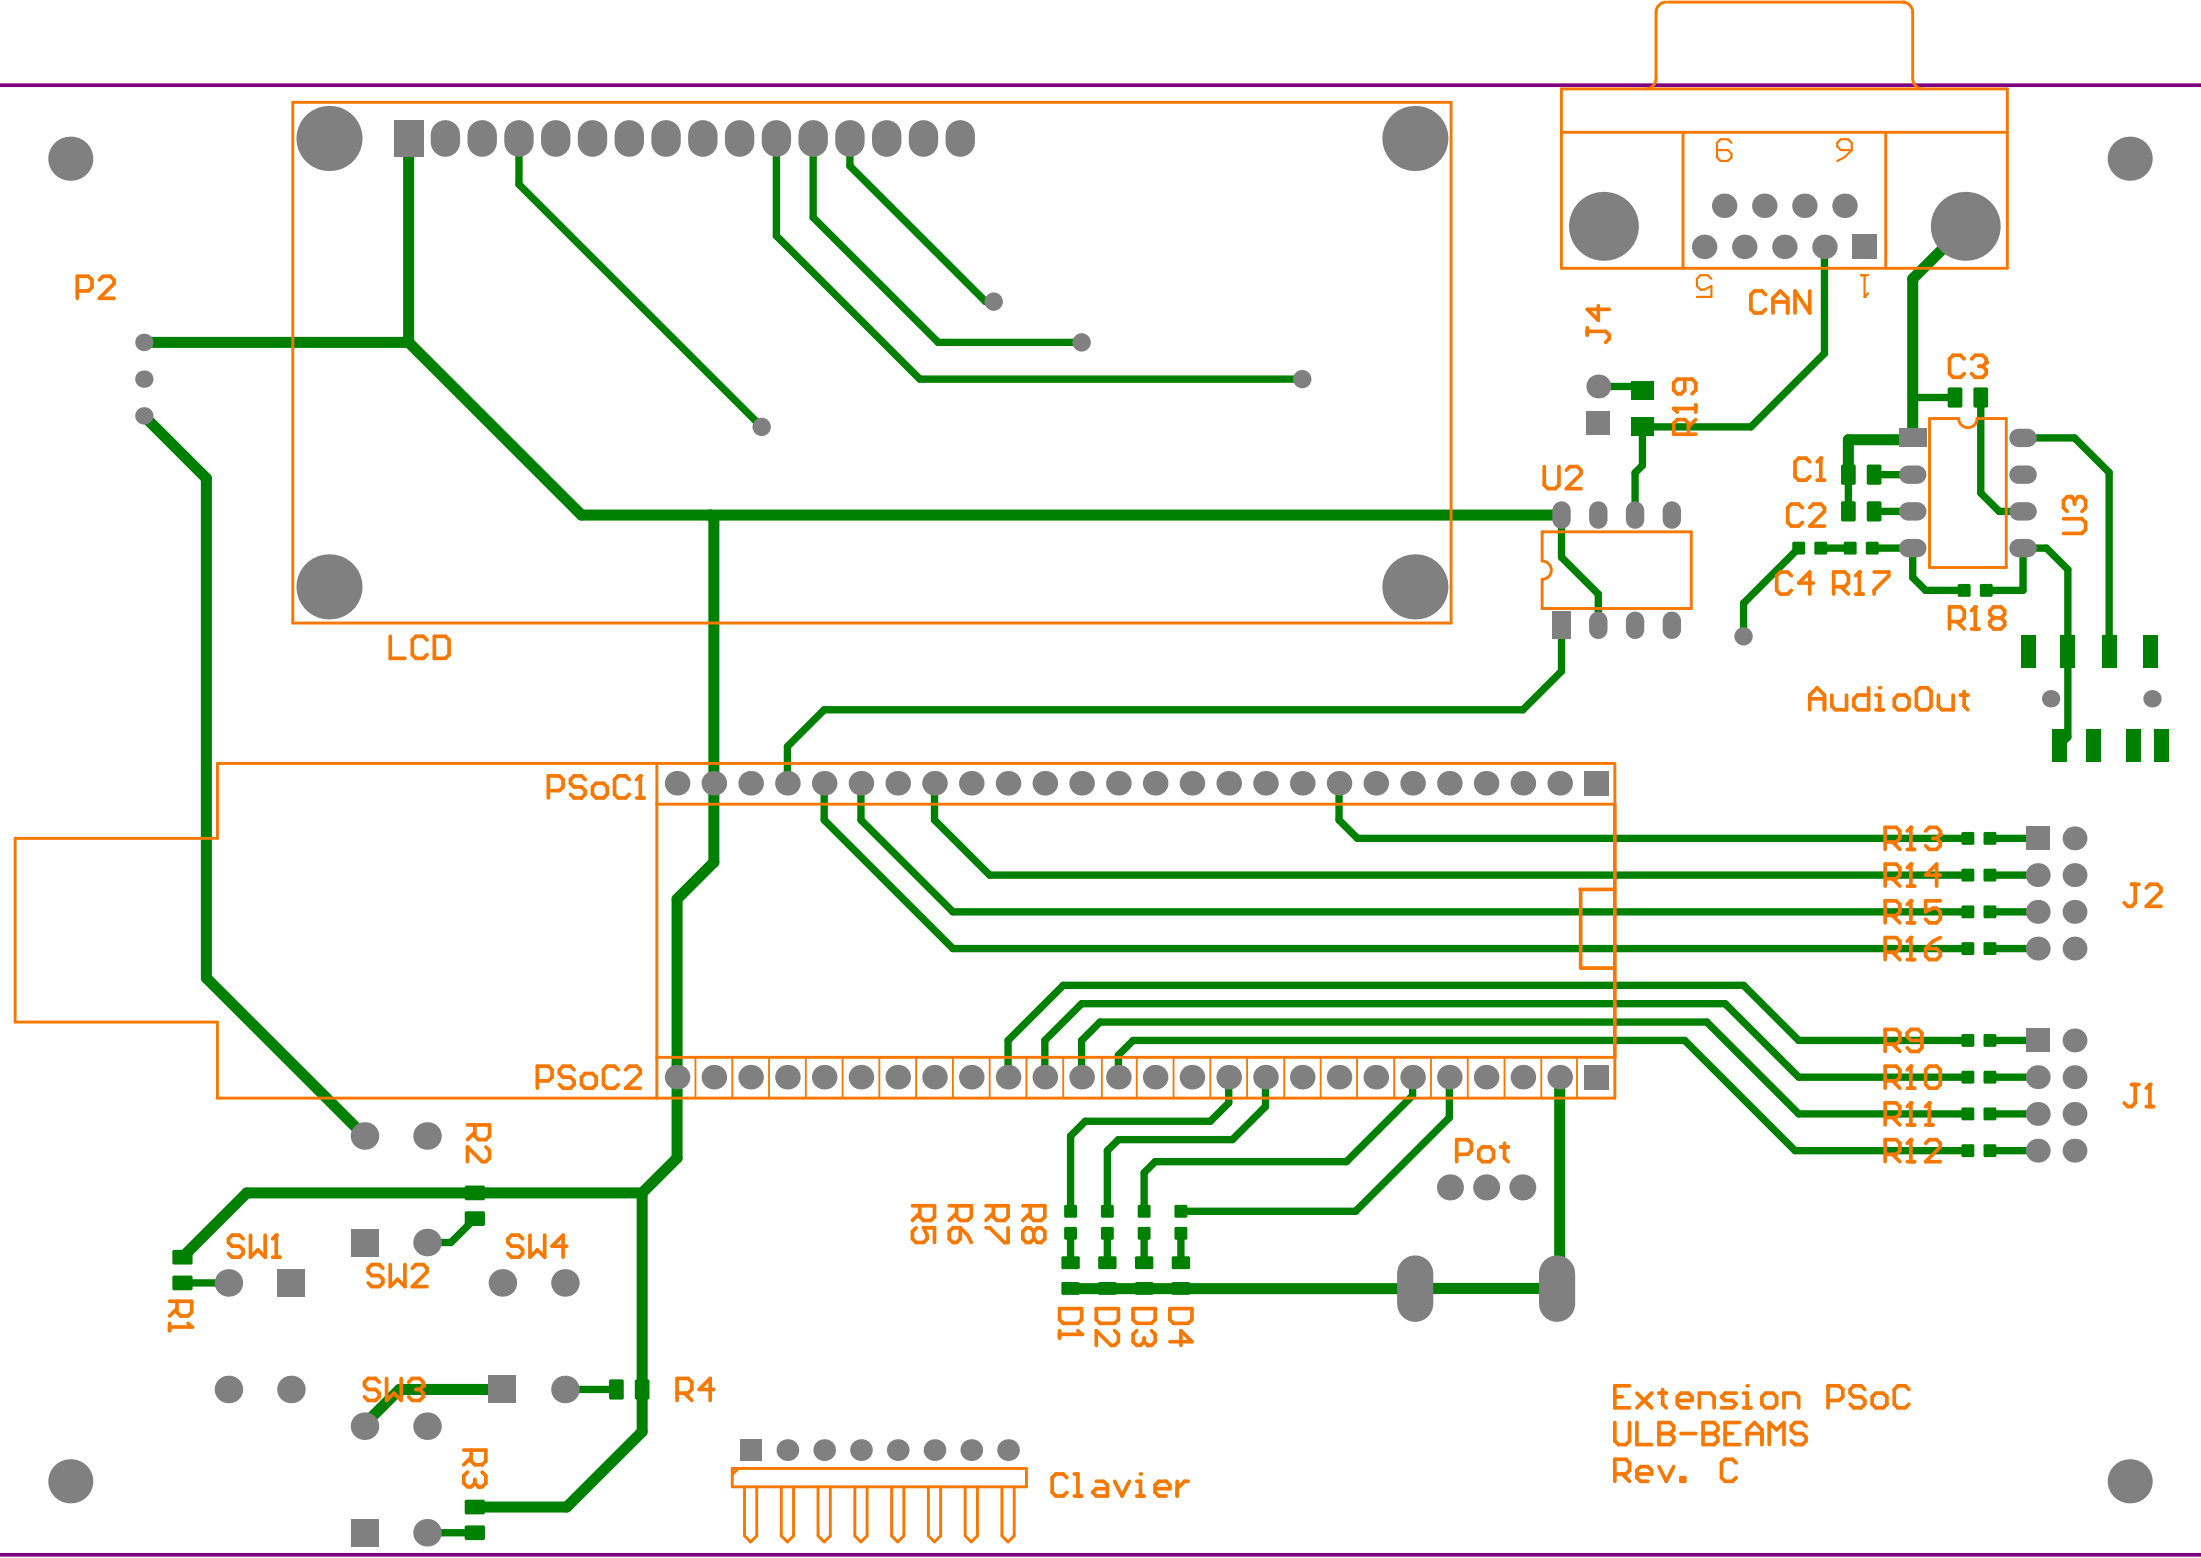 9 6
P2
5 1
CAN
J4
C3
R19
U2
C1
C2
U3
C4 R17
R18
LCD
AudioOut
PSoC1
R13
R14
J2
R15
R16
R9
PSoC2
R10
J1
R11
R12
R2
Pot
R5 R6 R7 R8
SW1 SW4
SW2
R1
D1 D2 D3 D4
SW3
R4
Extension PSoC
ULB-BEAMS
Rev. C
R3
Clavier